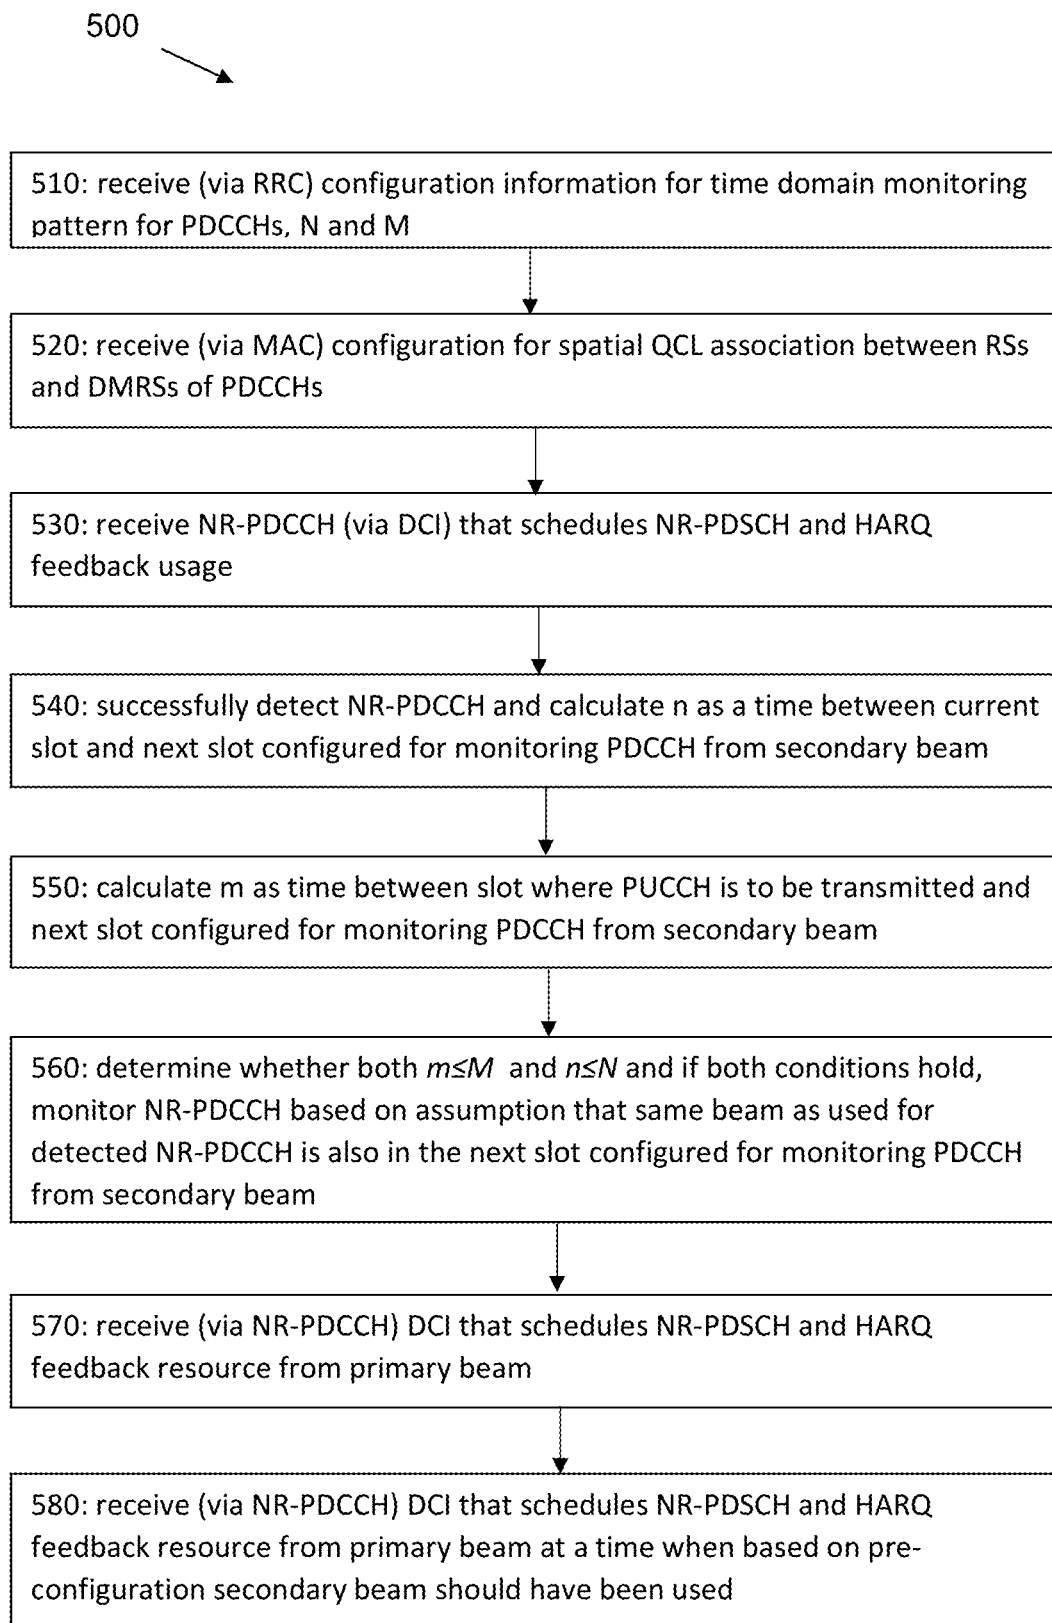 500
510: receive (via RRC) configuration information for time domain monitoring
pattern for PDCCHs, N and M
520: receive (via MAC) configuration for spatial QCL association between RSs
and DMRSs of PDCCHs
530: receive NR-PDCCH (via DCI) that schedules NR-PDSCH and HARQ
feedback usage
540: successfully detect NR-PDCCH and calculate n as a time between current
slot and next slot configured for monitoring PDCCH from secondary beam
550: calculate m as time between slot where PUCCH is to be transmitted and
next slot configured for monitoring PDCCH from secondary beam
560: determine whether both m≤M and n≤N and if both conditions hold,
monitor NR-PDCCH based on assumption that same beam as used for
detected NR-PDCCH is also in the next slot configured for monitoring PDCCH
from secondary beam
570: receive (via NR-PDCCH) DCI that schedules NR-PDSCH and HARQ
feedback resource from primary beam
580: receive (via NR-PDCCH) DCI that schedules NR-PDSCH and HARQ
feedback resource from primary beam at a time when based on pre-
configuration secondary beam should have been used